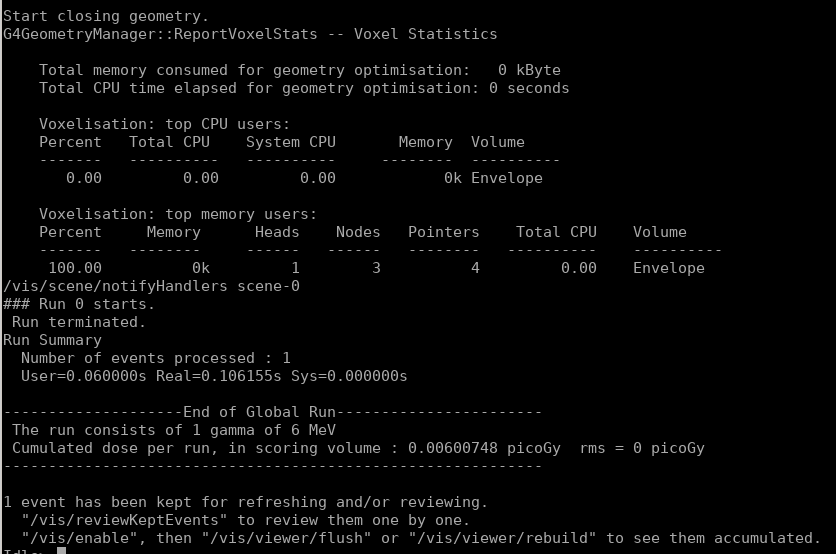 Start closing geometry.
G4GeometryManager::ReportVoxelStats -- Voxel Statistics
    Total memory consumed for geometry optimisation:   0 kByte
    Total CPU time elapsed for geometry optimisation: 0 seconds
    Voxelisation: top CPU users:
    Percent   Total CPU    System CPU       Memory  Volume
    -------   ----------   ----------     --------  ----------
       0.00         0.00         0.00            0k Envelope
    Voxelisation: top memory users:
    Percent     Memory      Heads    Nodes   Pointers    Total CPU    Volume
    -------   --------     ------   ------   --------   ----------    ----------
     100.00          0k         1        3          4         0.00    Envelope
/vis/scene/notifyHandlers scene-0
### Run 0 starts.
 Run terminated.
Run Summary
  Number of events processed : 1
  User=0.060000s Real=0.106155s Sys=0.000000s
--------------------End of Global Run-----------------------
 The run consists of 1 gamma of 6 MeV
 Cumulated dose per run, in scoring volume : 0.00600748 picoGy  rms = 0 picoGy
------------------------------------------------------------
1 event has been kept for refreshing and/or reviewing.
  "/vis/reviewKeptEvents" to review them one by one.
  "/vis/enable", then "/vis/viewer/flush" or "/vis/viewer/rebuild" to see them accumulated.